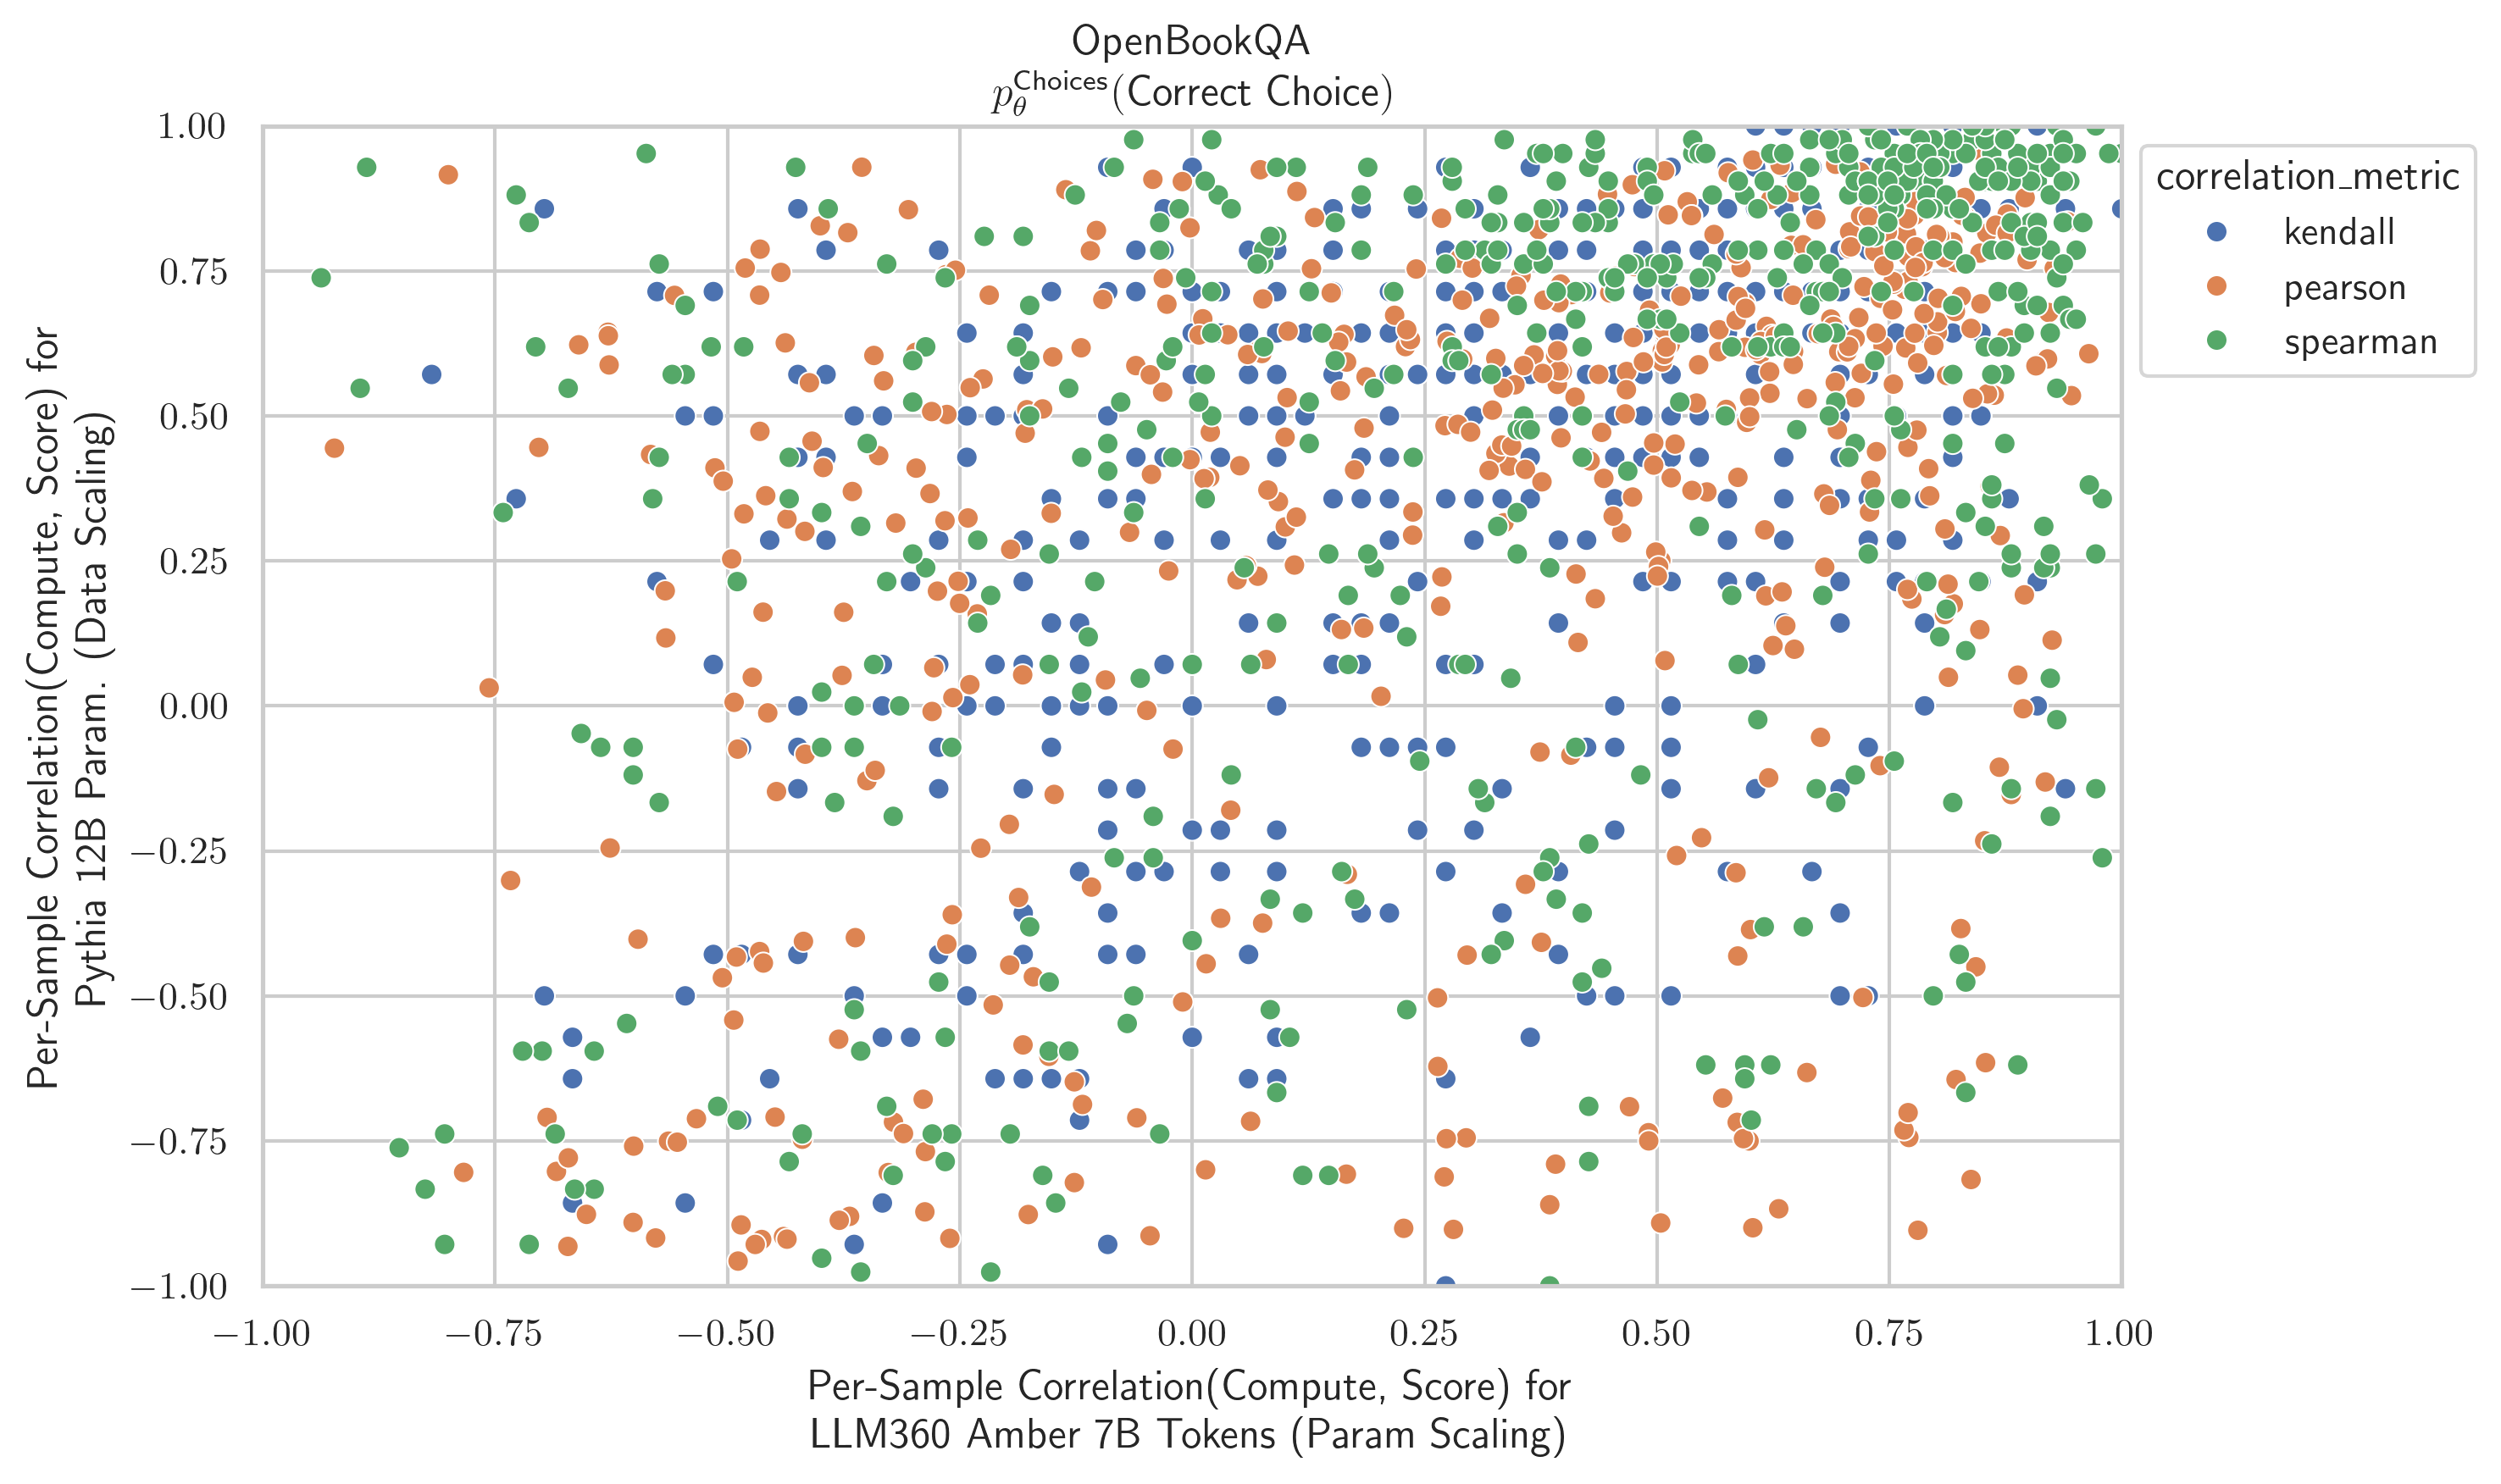 OpenBookQA
p_θ^Choices(Correct Choice)
Per-Sample Correlation(Compute, Score) for
Pythia 12B Param. (Data Scaling)
1.00
0.75
0.50
0.25
0.00
−0.25
−0.50
−0.75
−1.00
−1.00 −0.75 −0.50 −0.25 0.00 0.25 0.50 0.75 1.00
Per-Sample Correlation(Compute, Score) for
LLM360 Amber 7B Tokens (Param Scaling)
correlation_metric
kendall
pearson
spearman